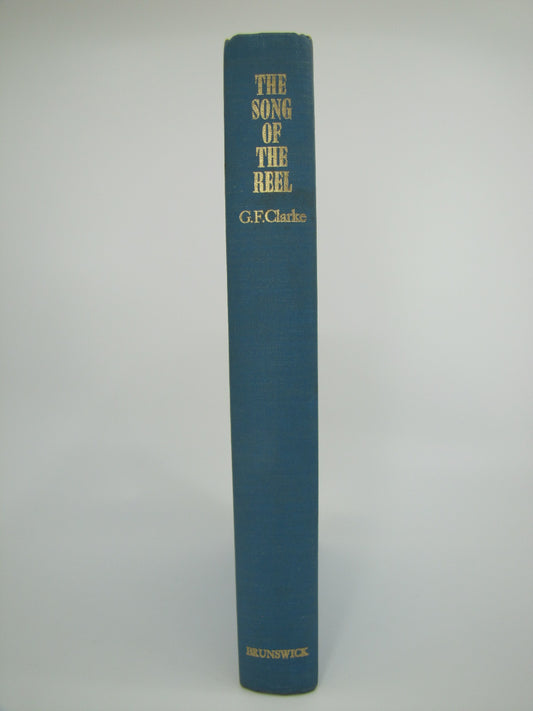 THE
SONG
OF
THE
REEL
G.F.Clarke
BRUNSWICK